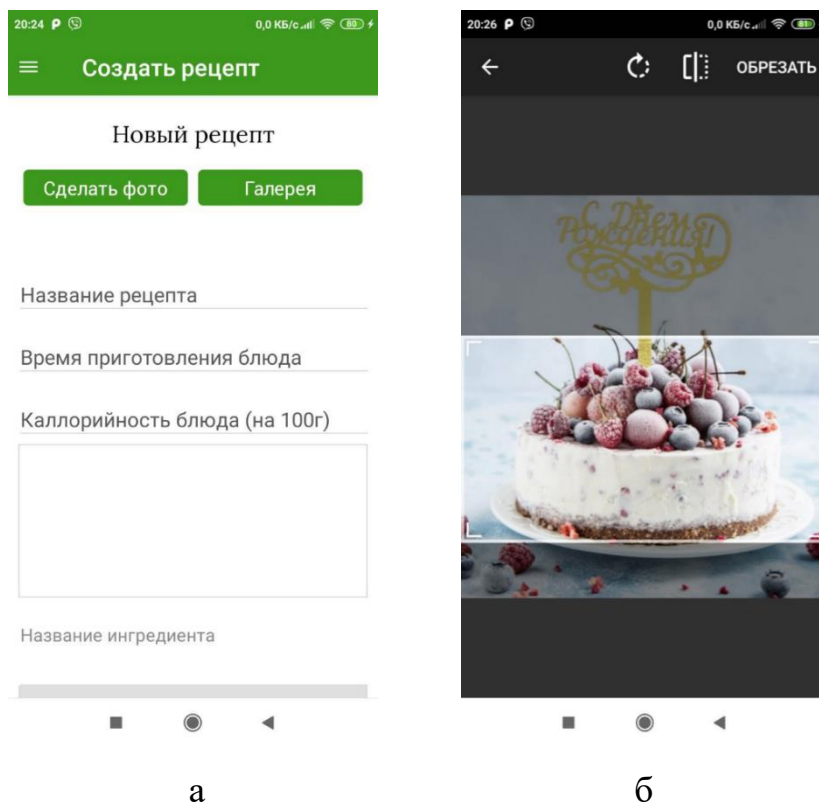 20:24 P 0,0 КБ/с 80
Создать рецепт
Новый рецепт
Сделать фото Галерея
Название рецепта
Время приготовления блюда
Каллорийность блюда (на 100г)
Название ингредиента
а
20:26 P 0,0 КБ/с 81
ОБРЕЗАТЬ
С Днем
Рождения!
б